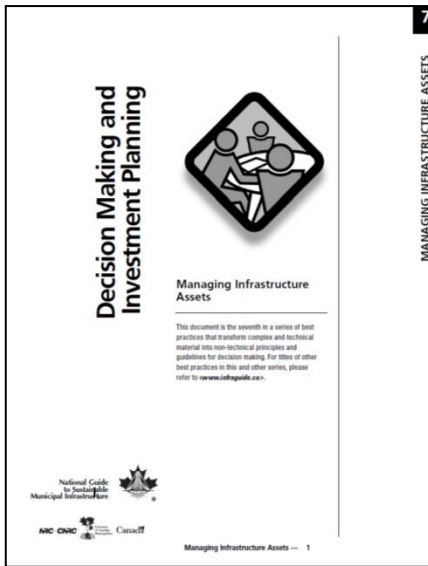 7
MANAGING INFRASTRUCTURE ASSETS
Decision Making and
Investment Planning
Managing Infrastructure
Assets
This document is the seventh in a series of best
practices that transform complex and technical
material into non-technical principles and
guidelines for decision making. For titles of other
best practices in this and other series, please
refer to <www.infraguide.ca>.
National Guide
to Sustainable
Municipal Infrastructure
NRC CNRC
Canada
Managing Infrastructure Assets — 1